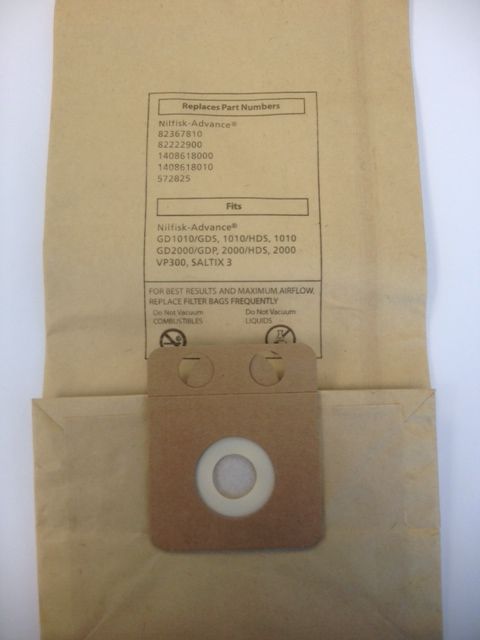 Replaces Part Numbers
Nilfisk-Advance®
82367810
82222900
1408618000
1408618010
572825
Fits
Nilfisk-Advance®
GD1010/GDS, 1010/HDS, 1010
GD2000/GDP, 2000/HDS, 2000
VP300, SALTIX 3
FOR BEST RESULTS AND MAXIMUM AIRFLOW,
REPLACE FILTER BAGS FREQUENTLY
Do Not Vacuum Do Not Vacuum
COMBUSTIBLES LIQUIDS